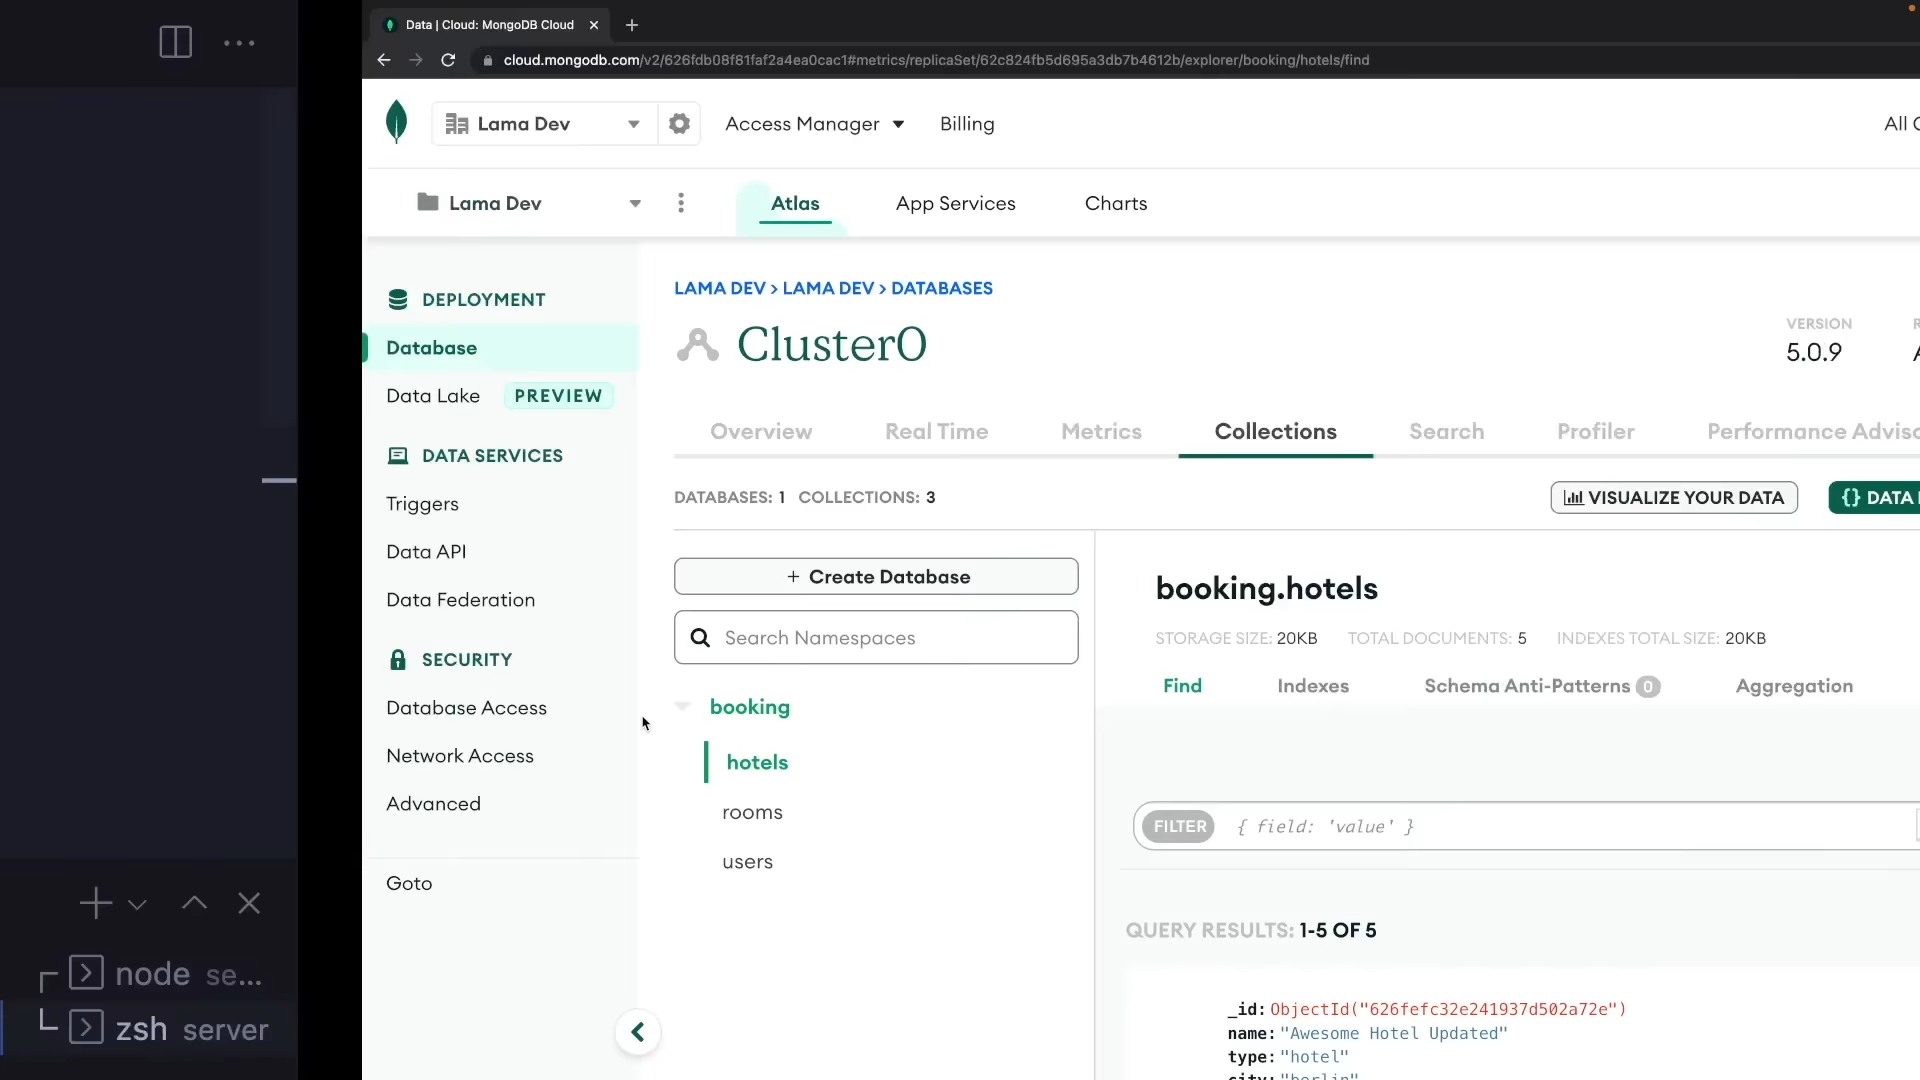 Data | Cloud: MongoDB Cloud
cloud.mongodb.com/v2/626fdb08f81faf2a4ea0cac1#metrics/replicaSet/62c824fb5d695a3db7b4612b/explorer/booking/hotels/find
Lama Dev
Access Manager
Billing
All
Lama Dev
Atlas
App Services
Charts
DEPLOYMENT
Database
Data Lake PREVIEW
DATA SERVICES
Triggers
Data API
Data Federation
SECURITY
Database Access
Network Access
Advanced
Goto
LAMA DEV > LAMA DEV > DATABASES
Cluster0
VERSION
5.0.9
Overview
Real Time
Metrics
Collections
Search
Profiler
Performance
DATABASES: 1 COLLECTIONS: 3
VISUALIZE YOUR DATA
{} DATA
+ Create Database
Search Namespaces
booking
hotels
rooms
users
booking.hotels
STORAGE SIZE: 20KB TOTAL DOCUMENTS: 5 INDEXES TOTAL SIZE: 20KB
Find
Indexes
Schema Anti-Patterns 0
Aggregation
FILTER { field: 'value' }
QUERY RESULTS: 1-5 OF 5
_id: ObjectId("626fefc32e241937d502a72e")
name: "Awesome Hotel Updated"
type: "hotel"
city: "berlin"
node se...
zsh server